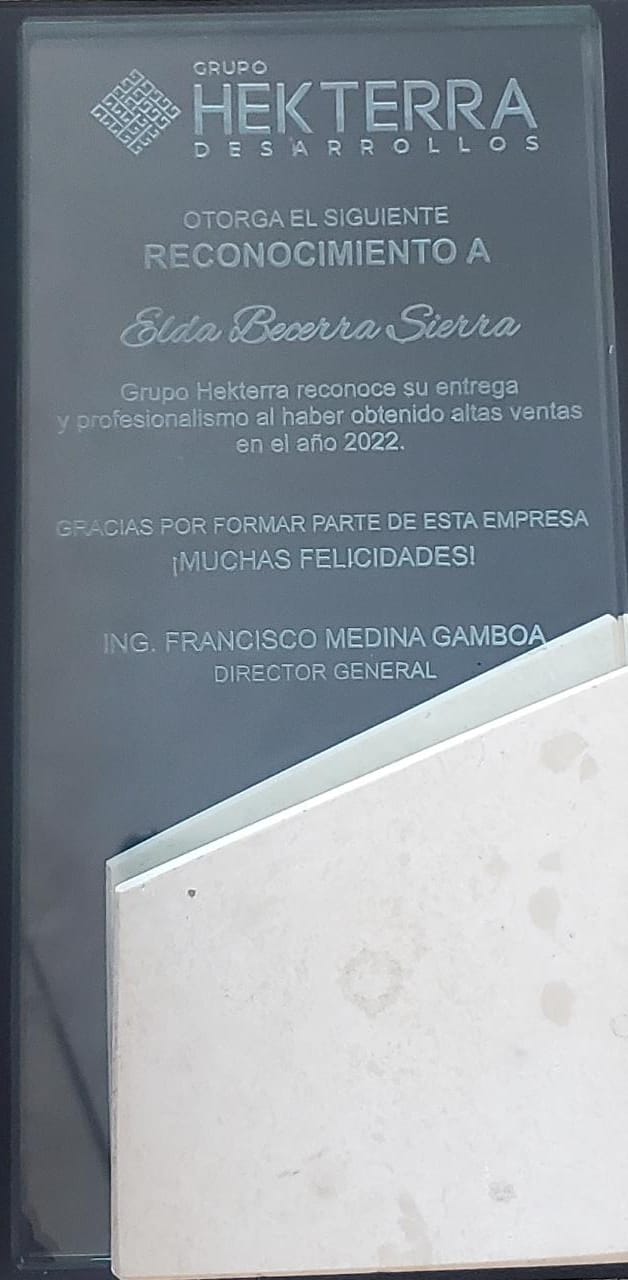 GRUPO
HEKTERRA
DESARROLLOS
OTORGA EL SIGUIENTE
RECONOCIMIENTO A
Elda Becerra Sierra
Grupo Hekterra reconoce su entrega
y profesionalismo al haber obtenido altas ventas
en el año 2022.
GRACIAS POR FORMAR PARTE DE ESTA EMPRESA
¡MUCHAS FELICIDADES!
ING. FRANCISCO MEDINA GAMBOA
DIRECTOR GENERAL